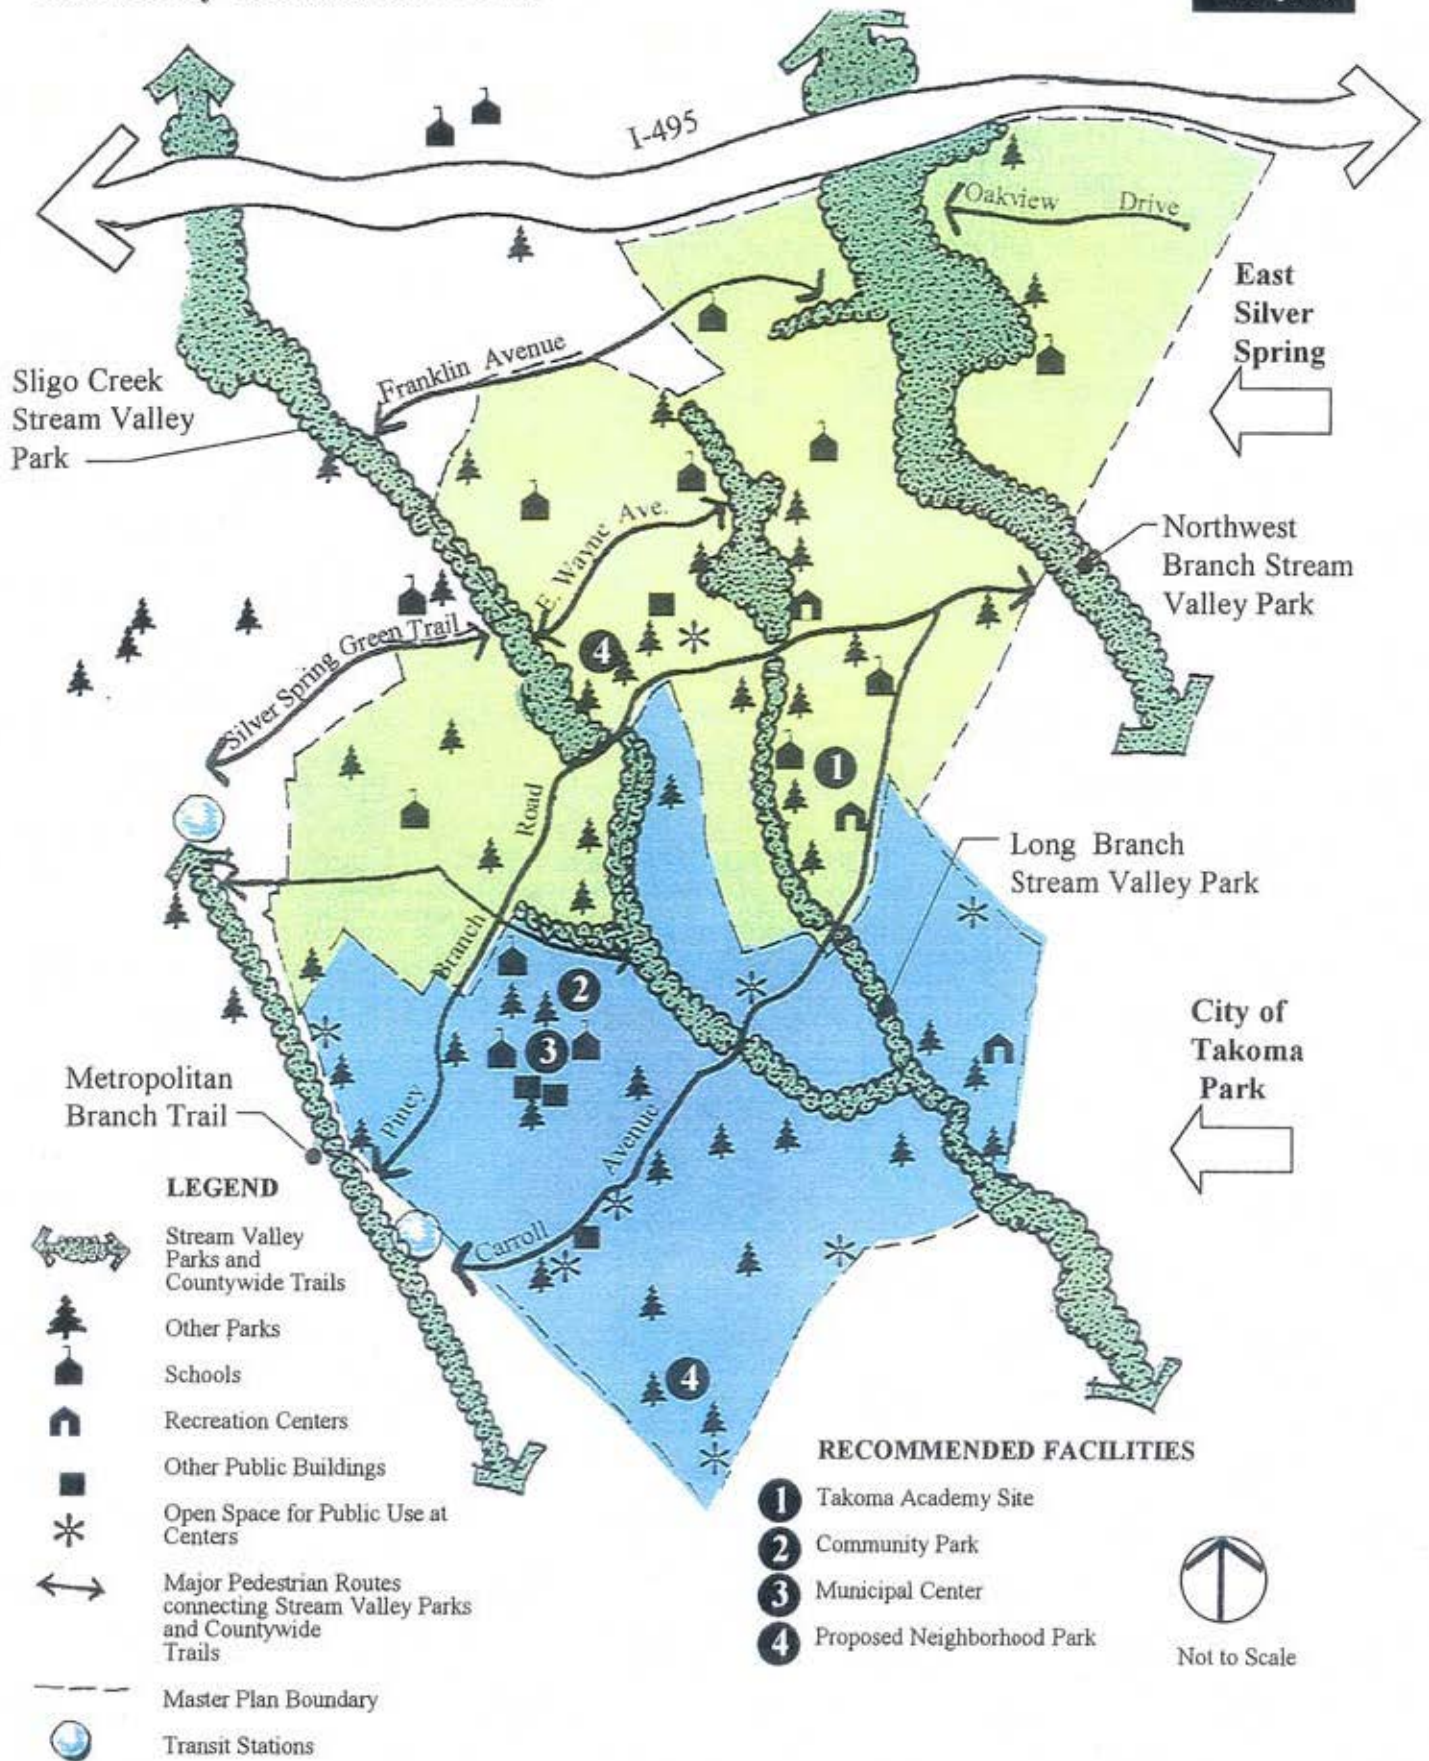 I-495
Oakview Drive
East
Silver
Spring
Franklin Avenue
Sligo Creek
Stream Valley
Park
E. Wayne Ave.
Northwest
Branch Stream
Valley Park
Silver Spring Green Trail
4
1
Road
Long Branch
Stream Valley Park
Branch
2
3
City of
Takoma
Park
Metropolitan
Branch Trail
Piney
Avenue
Carroll
4
LEGEND
Stream Valley
Parks and
Countywide Trails
Other Parks
Schools
Recreation Centers
Other Public Buildings
Open Space for Public Use at
Centers
Major Pedestrian Routes
connecting Stream Valley Parks
and Countywide
Trails
Master Plan Boundary
Transit Stations
RECOMMENDED FACILITIES
1 Takoma Academy Site
2 Community Park
3 Municipal Center
4 Proposed Neighborhood Park
Not to Scale